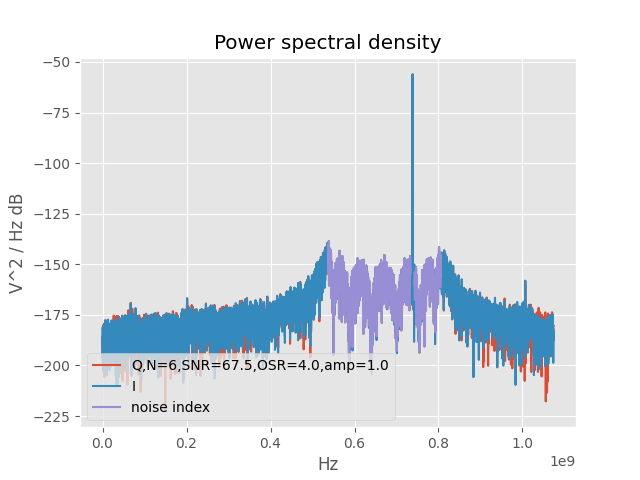 Power spectral density
V^2 / Hz dB
−50
−75
−100
−125
−150
−175
−200
−225
Q,N=6,SNR=67.5,OSR=4.0,amp=1.0
I
noise index
0.0 0.2 0.4 0.6 0.8 1.0
1e9
Hz